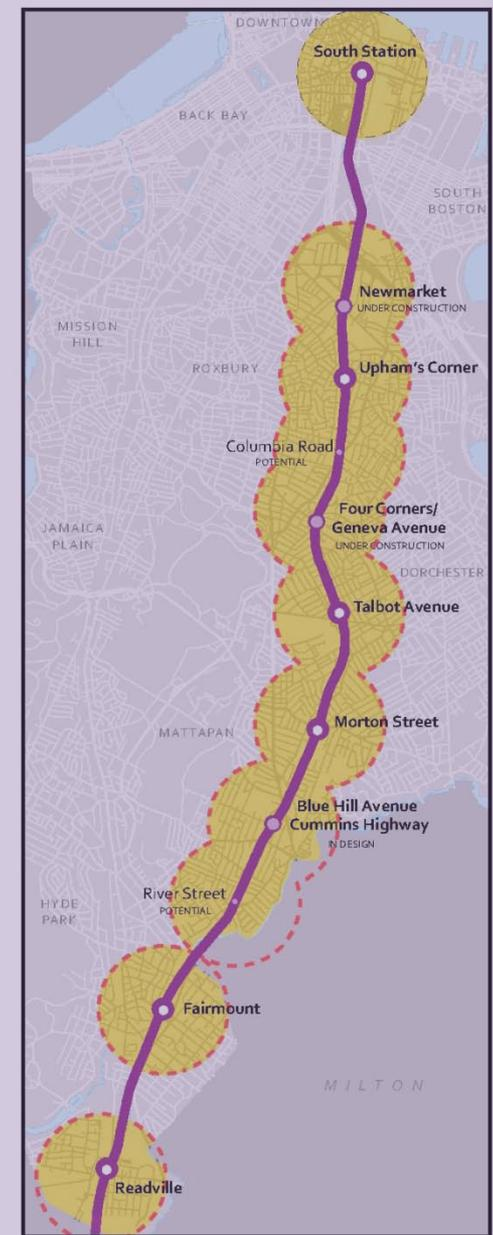 DOWNTOWN
South Station
BACK BAY
SOUTH
BOSTON
Newmarket
UNDER CONSTRUCTION
MISSION
HILL
ROXBURY
Upham's Corner
Columbia Road
POTENTIAL
Four Corners/
Geneva Avenue
UNDER CONSTRUCTION
JAMAICA
PLAIN
DORCHESTER
Talbot Avenue
Morton Street
MATTAPAN
Blue Hill Avenue
Cummins Highway
IN DESIGN
River Street
POTENTIAL
HYDE
PARK
Fairmount
MILTON
Readville